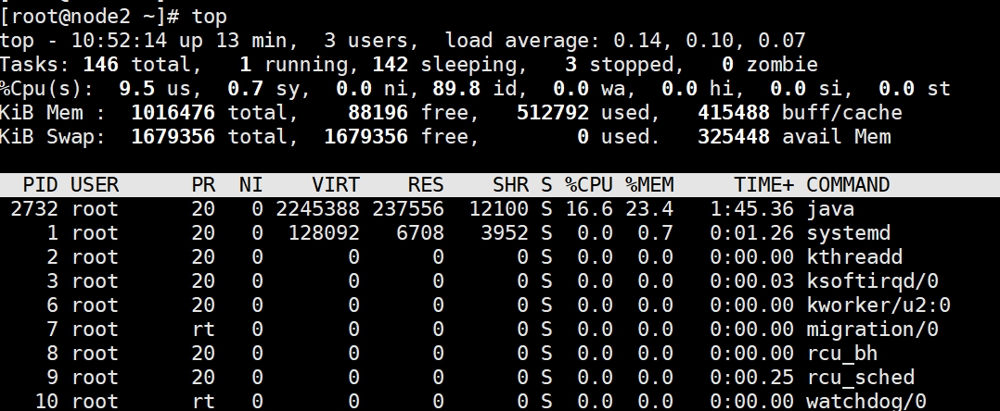 [root@node2 ~]# top
top - 10:52:14 up 13 min,  3 users,  load average: 0.14, 0.10, 0.07
Tasks: 146 total,   1 running, 142 sleeping,   3 stopped,   0 zombie
%Cpu(s):  9.5 us,  0.7 sy,  0.0 ni, 89.8 id,  0.0 wa,  0.0 hi,  0.0 si,  0.0 st
KiB Mem :  1016476 total,    88196 free,   512792 used,   415488 buff/cache
KiB Swap:  1679356 total,  1679356 free,        0 used.   325448 avail Mem
  PID USER      PR  NI    VIRT    RES    SHR S %CPU %MEM     TIME+ COMMAND
 2732 root      20   0 2245388 237556  12100 S 16.6 23.4   1:45.36 java
    1 root      20   0  128092   6708   3952 S  0.0  0.7   0:01.26 systemd
    2 root      20   0       0      0      0 S  0.0  0.0   0:00.00 kthreadd
    3 root      20   0       0      0      0 S  0.0  0.0   0:00.03 ksoftirqd/0
    6 root      20   0       0      0      0 S  0.0  0.0   0:00.00 kworker/u2:0
    7 root      rt   0       0      0      0 S  0.0  0.0   0:00.00 migration/0
    8 root      20   0       0      0      0 S  0.0  0.0   0:00.00 rcu_bh
    9 root      20   0       0      0      0 S  0.0  0.0   0:00.25 rcu_sched
   10 root      rt   0       0      0      0 S  0.0  0.0   0:00.00 watchdog/0